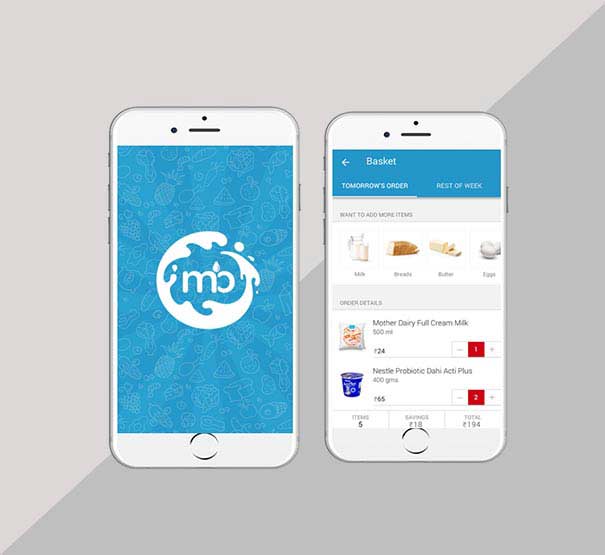 mb
Basket
TOMORROW'S ORDER
REST OF WEEK
WANT TO ADD MORE ITEMS
Milk
Breads
Butter
Eggs
ORDER DETAILS
Mother Dairy Full Cream Milk
500 ml
₹24
– 1 +
Nestle Probiotic Dahi Acti Plus
400 gms
₹65
– 2 +
ITEMS
SAVINGS
TOTAL
5
₹18
₹194